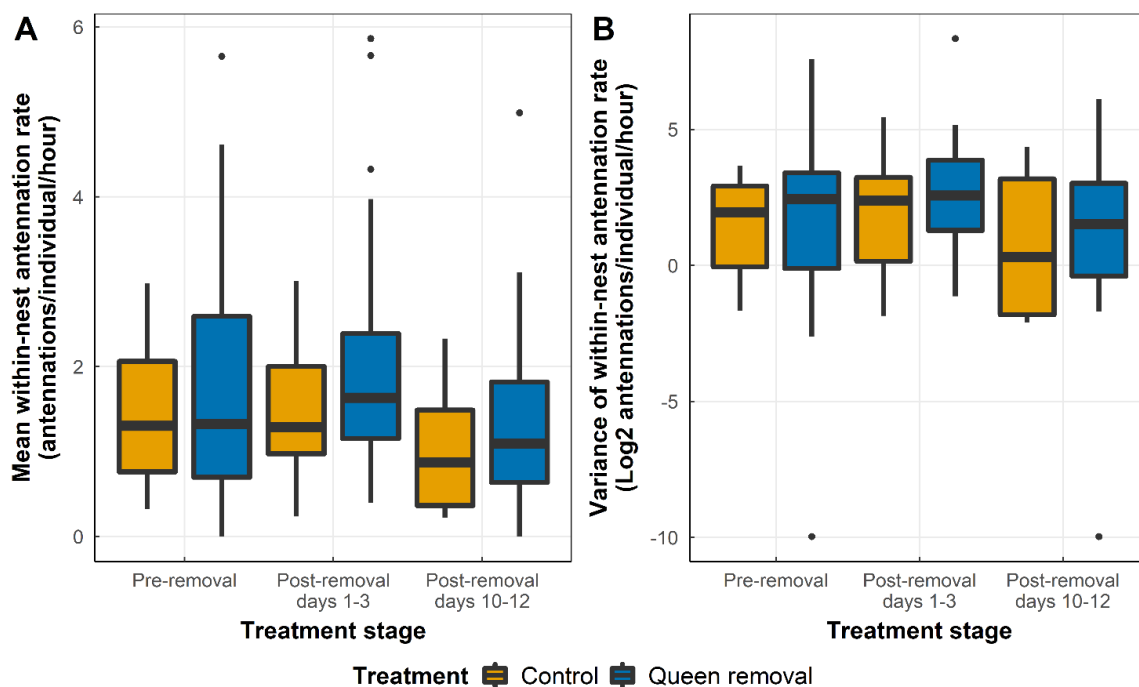 A
Mean within-nest antennation rate
(antennations/individual/hour)
6
4
2
0
Pre-removal
Post-removal
days 1-3
Post-removal
days 10-12
Treatment stage
B
Variance of within-nest antennation rate
(Log2 antennations/individual/hour)
5
0
-5
-10
Pre-removal
Post-removal
days 1-3
Post-removal
days 10-12
Treatment stage
Treatment Control Queen removal